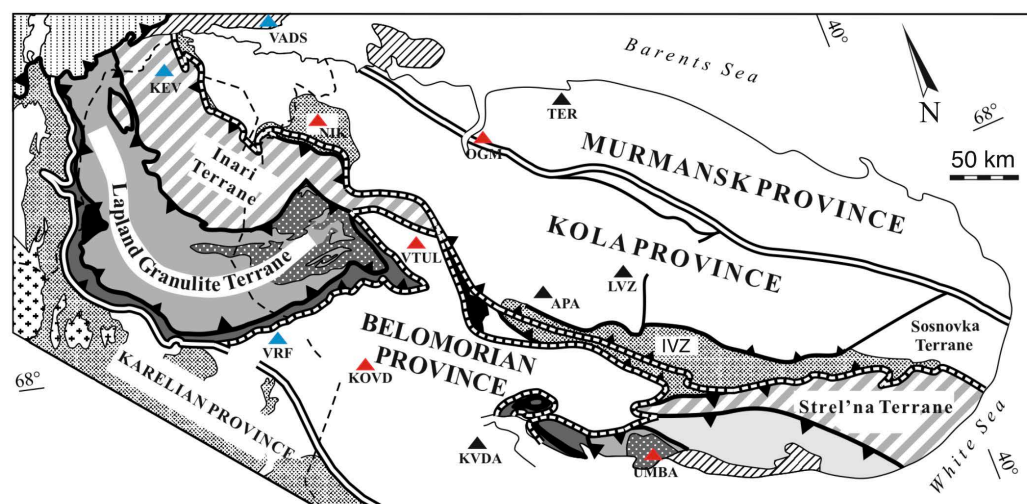 VADS
40°
Barents Sea
KEV
TER
N
68°
NIK
OGM
50 km
Inari
Terrane
MURMANSK PROVINCE
Lapland Granulite Terrane
KOLA PROVINCE
VTUL
LVZ
APA
BELOMORIAN
PROVINCE
IVZ
Sosnovka
Terrane
VRF
KOVD
68°
KARELIAN PROVINCE
Strel'na Terrane
KVDA
UMBA
White Sea
40°